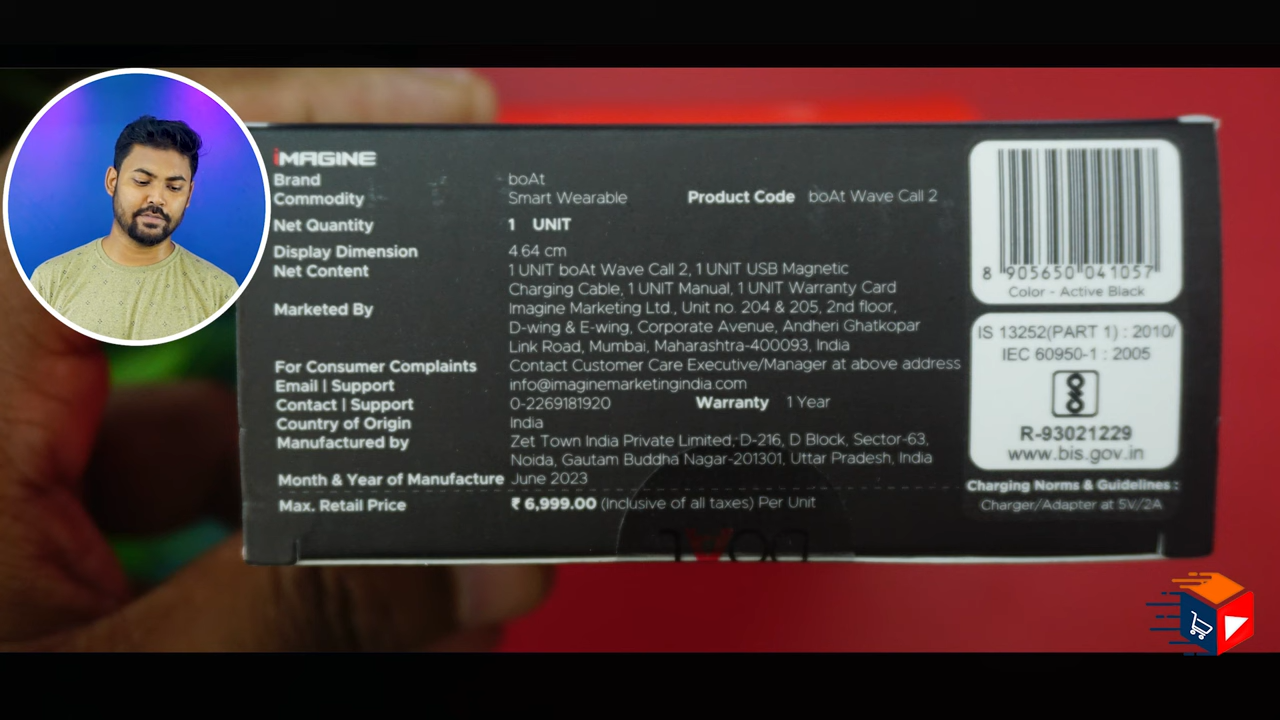 iMAGINE
Brand boAt
Commodity Smart Wearable Product Code boAt Wave Call 2
Net Quantity 1 UNIT
Display Dimension 4.64 cm
Net Content 1 UNIT boAt Wave Call 2, 1 UNIT USB Magnetic
Charging Cable, 1 UNIT Manual, 1 UNIT Warranty Card
Marketed By Imagine Marketing Ltd., Unit no. 204 & 205, 2nd floor,
D-wing & E-wing, Corporate Avenue, Andheri Ghatkopar
Link Road, Mumbai, Maharashtra-400093, India
For Consumer Complaints Contact Customer Care Executive/Manager at above address
Email | Support info@imaginemarketingindia.com
Contact | Support 0-2269181920 Warranty 1 Year
Country of Origin India
Manufactured by Zet Town India Private Limited, D-216, D Block, Sector-63,
Noida, Gautam Buddha Nagar-201301, Uttar Pradesh, India
Month & Year of Manufacture June 2023
Max. Retail Price ₹ 6,999.00 (Inclusive of all taxes) Per Unit
8 905650 041057
Color - Active Black
IS 13252(PART 1) : 2010/
IEC 60950-1 : 2005
R-93021229
www.bis.gov.in
Charging Norms & Guidelines :
Charger/Adapter at 5V/2A